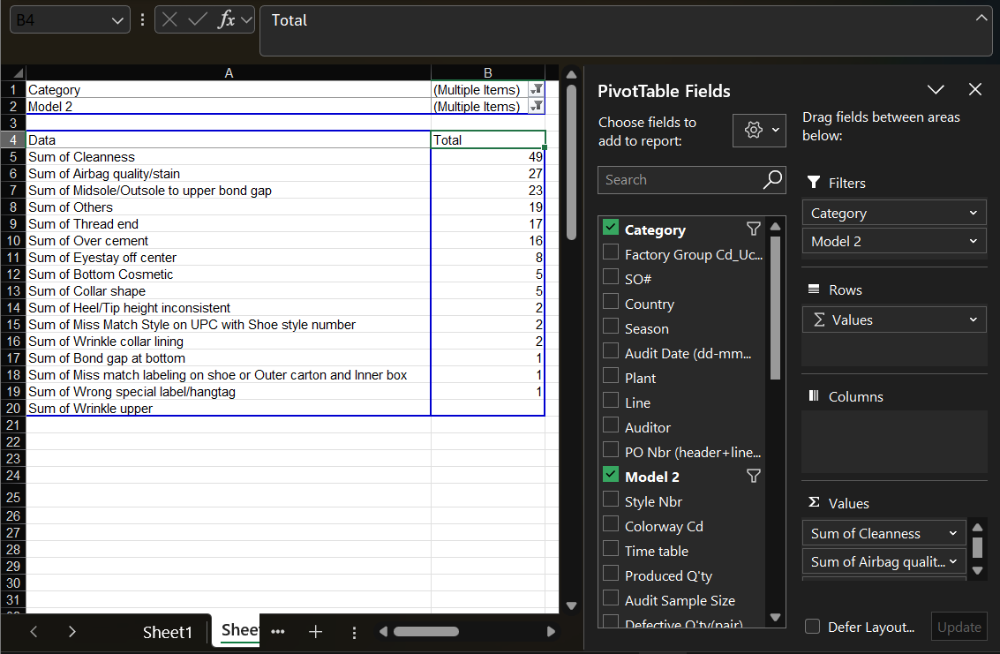 B4
fx
Total
A B
1 Category (Multiple Items)
2 Model 2 (Multiple Items)
3
4 Data Total
5 Sum of Cleanness 49
6 Sum of Airbag quality/stain 27
7 Sum of Midsole/Outsole to upper bond gap 23
8 Sum of Others 19
9 Sum of Thread end 17
10 Sum of Over cement 16
11 Sum of Eyestay off center 8
12 Sum of Bottom Cosmetic 5
13 Sum of Collar shape 5
14 Sum of Heel/Tip height inconsistent 2
15 Sum of Miss Match Style on UPC with Shoe style number 2
16 Sum of Wrinkle collar lining 2
17 Sum of Bond gap at bottom 1
18 Sum of Miss match labeling on shoe or Outer carton and Inner box 1
19 Sum of Wrong special label/hangtag 1
20 Sum of Wrinkle upper
21
22
23
24
25
26
27
28
29
30
31
Sheet1
Shee
PivotTable Fields
Choose fields to
add to report:
Search
Category
Factory Group Cd_Uc...
SO#
Country
Season
Audit Date (dd-mm...
Plant
Line
Auditor
PO Nbr (header+line...
Model 2
Style Nbr
Colorway Cd
Time table
Produced Q'ty
Audit Sample Size
Defective Q'ty(pair)
Drag fields between areas
below:
Filters
Category
Model 2
Rows
Σ Values
Columns
Σ Values
Sum of Cleanness
Sum of Airbag qualit...
Defer Layout...
Update